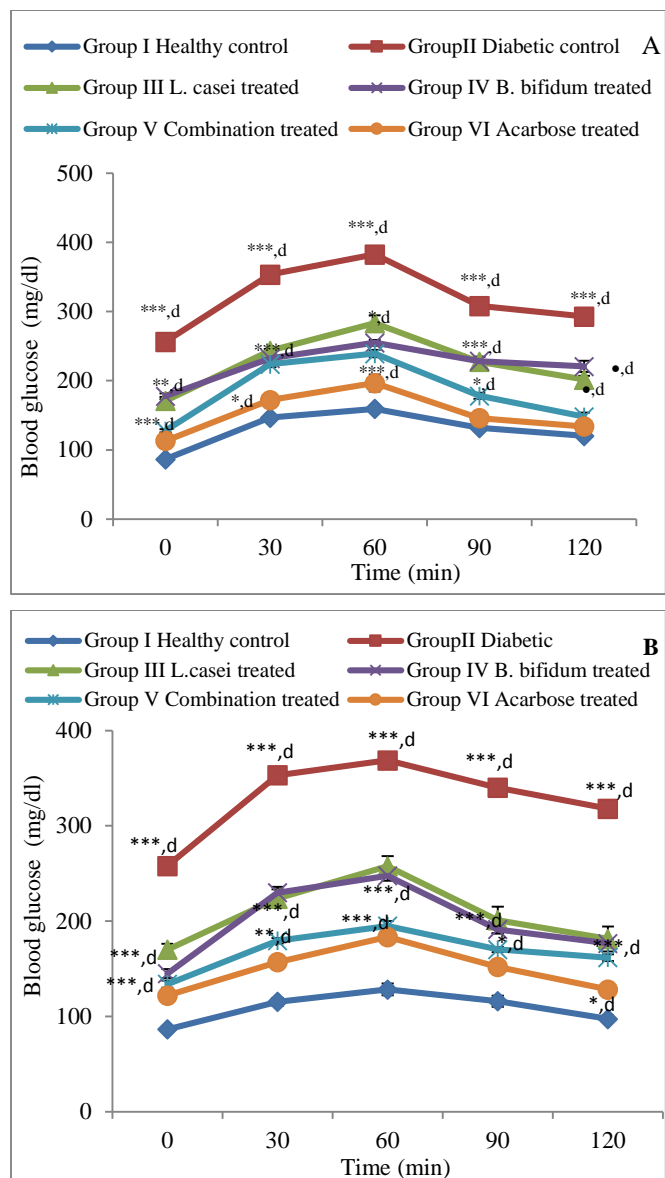 Group I Healthy control GroupII Diabetic control A
Group III L. casei treated Group IV B. bifidum treated
Group V Combination treated Group VI Acarbose treated
500
400
300
200
100
0
Blood glucose (mg/dl)
***,d
***,d
***,d
***,d
***,d
**,d
***,d
***,d
*,d
*,d
***,d
***,d
*,d
•,d
•,d
0 30 60 90 120
Time (min)
Group I Healthy control GroupII Diabetic B
Group III L.casei treated Group IV B. bifidum treated
Group V Combination treated Group VI Acarbose treated
400
300
200
100
0
Blood glucose (mg/dl)
***,d
***,d
***,d
***,d
***,d
***,d
***,d
***,d
**,d
***,d
***,d
***,d
*,d
***,d
*,d
0 30 60 90 120
Time (min)